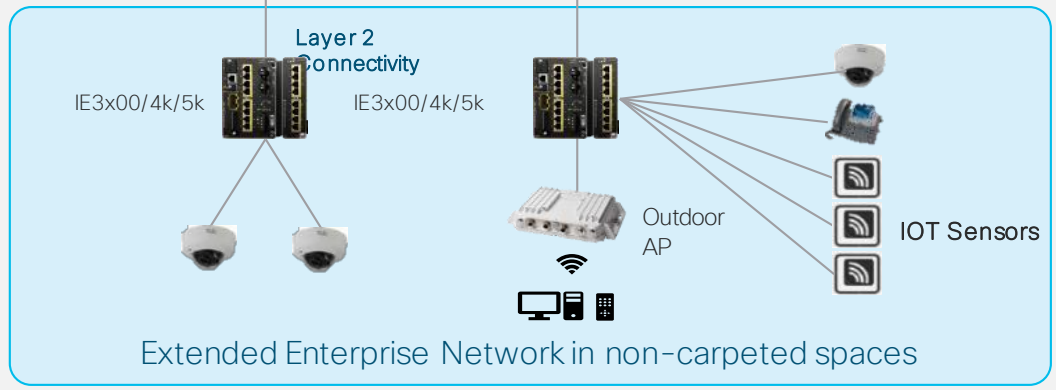 Layer 2
Connectivity
IE3x00/4k/5k
IE3x00/4k/5k
Outdoor
AP
IOT Sensors
Extended Enterprise Network in non-carpeted spaces